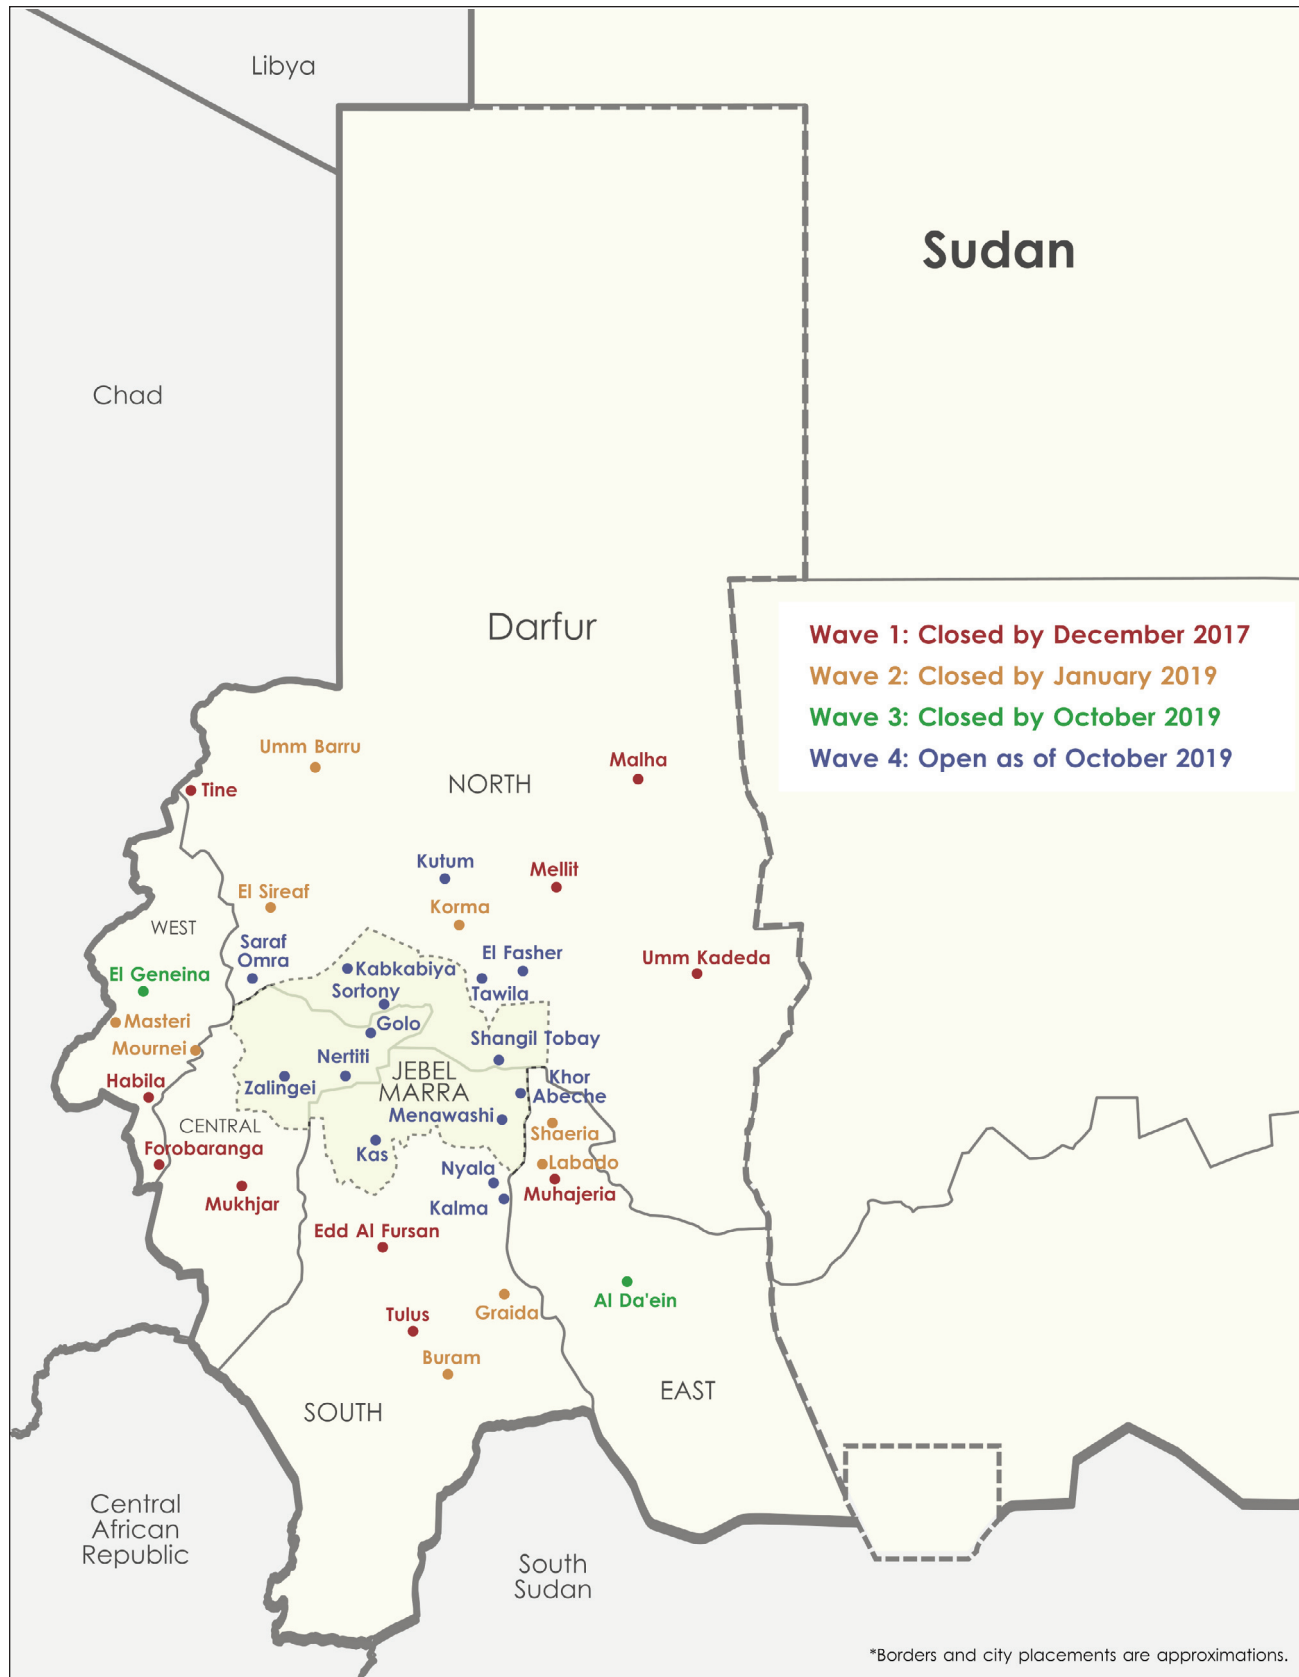 Libya
Sudan
Chad
Darfur
Wave 1: Closed by December 2017
Wave 2: Closed by January 2019
Wave 3: Closed by October 2019
Wave 4: Open as of October 2019
Umm Barru
Malha
Tine
NORTH
Kutum
Mellit
El Sireaf
Korma
WEST
Saraf
Omra
El Fasher
Umm Kadeda
El Geneina
Kabkabiya
Sortony
Tawila
Masteri
Golo
Mournei
Shangil Tobay
Nertiti
JEBEL
MARRA
Habila
Zalingei
Khor
Abeche
Menawashi
CENTRAL
Shaeria
Forobaranga
Kas
Labado
Nyala
Muhajeria
Mukhjar
Kalma
Edd Al Fursan
Al Da'ein
Graida
Tulus
Buram
EAST
SOUTH
Central
African
Republic
South
Sudan
*Borders and city placements are approximations.